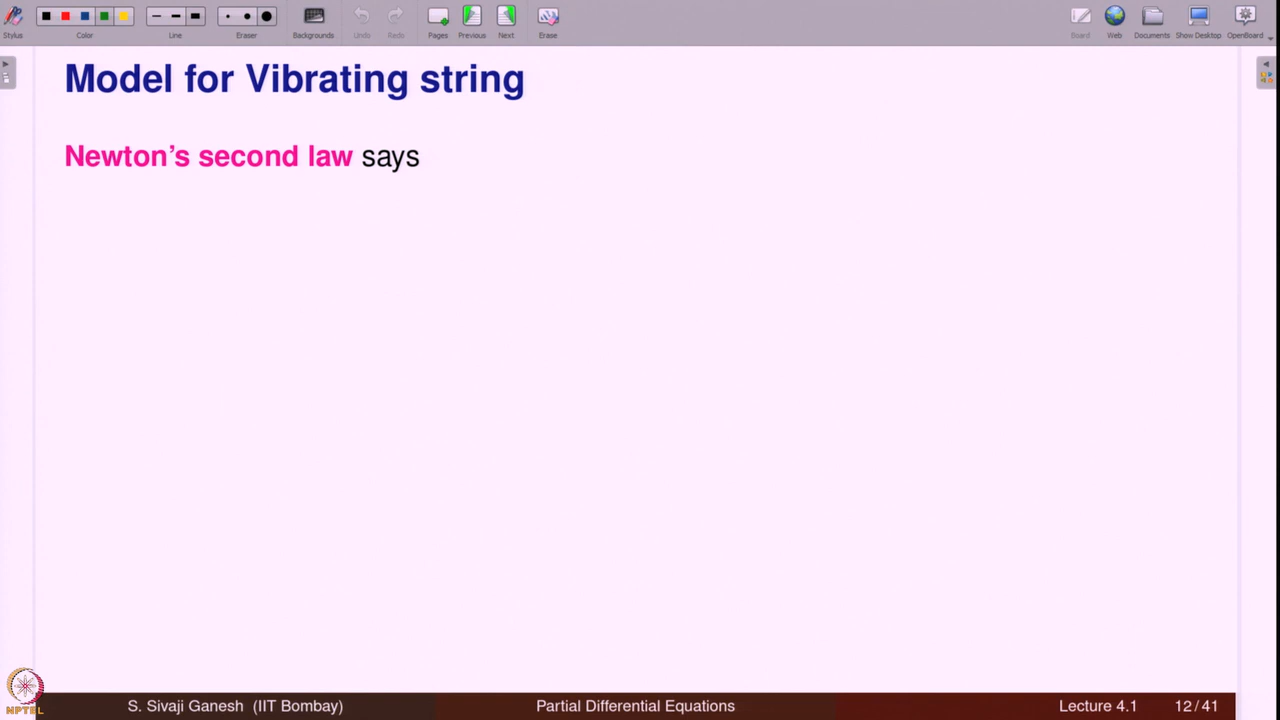 Stylus Color Line Eraser Backgrounds Undo Redo Pages Previous Next Erase Board Web Documents Show Desktop OpenBoard
Model for Vibrating string
Newton's second law says
NPTEL
S. Sivaji Ganesh (IIT Bombay) Partial Differential Equations Lecture 4.1 12/41